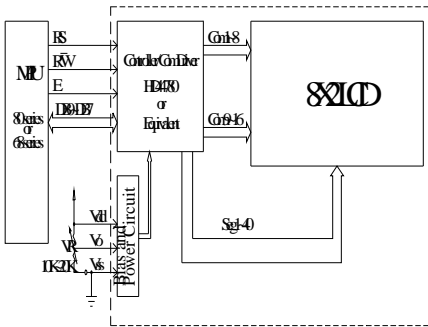 MPU
80series
or
68series
RS
R/W
E
DB0~DB7
Controller/Com Driver
HD44780
or
Equivalent
Com1-8
Com9-16
8X2 LCD
Seg1-40
Bias and
Power Circuit
Vdd
Vo
Vss
VR
10K~20K